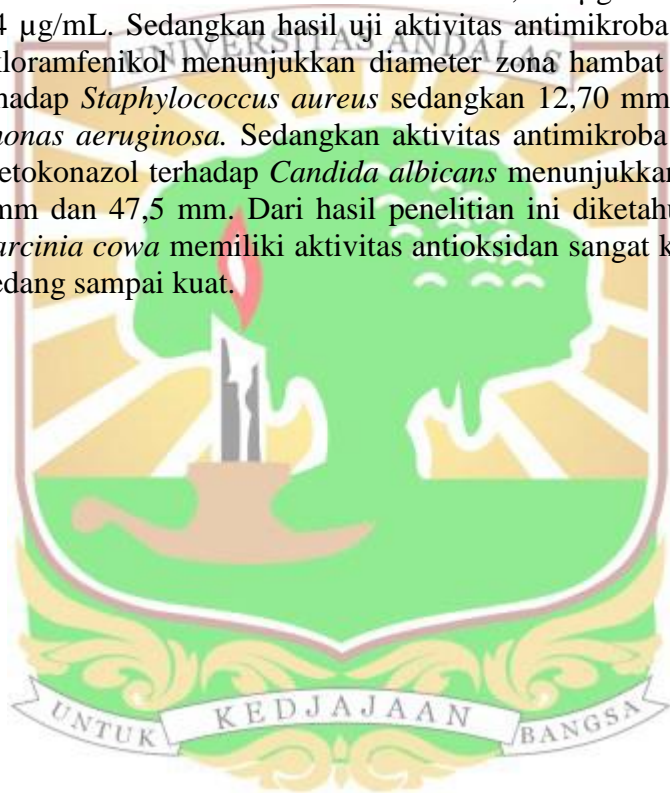 4 µg/mL. Sedangkan hasil uji aktivitas antimikroba
UNIVERSITAS ANDALAS
kloramfenikol menunjukkan diameter zona hambat
hadap Staphylococcus aureus sedangkan 12,70 mm
monas aeruginosa. Sedangkan aktivitas antimikroba
etokonazol terhadap Candida albicans menunjukkan
mm dan 47,5 mm. Dari hasil penelitian ini diketahu
arcinia cowa memiliki aktivitas antioksidan sangat k
edang sampai kuat.
UNTUK KEDJAJAAN BANGSA